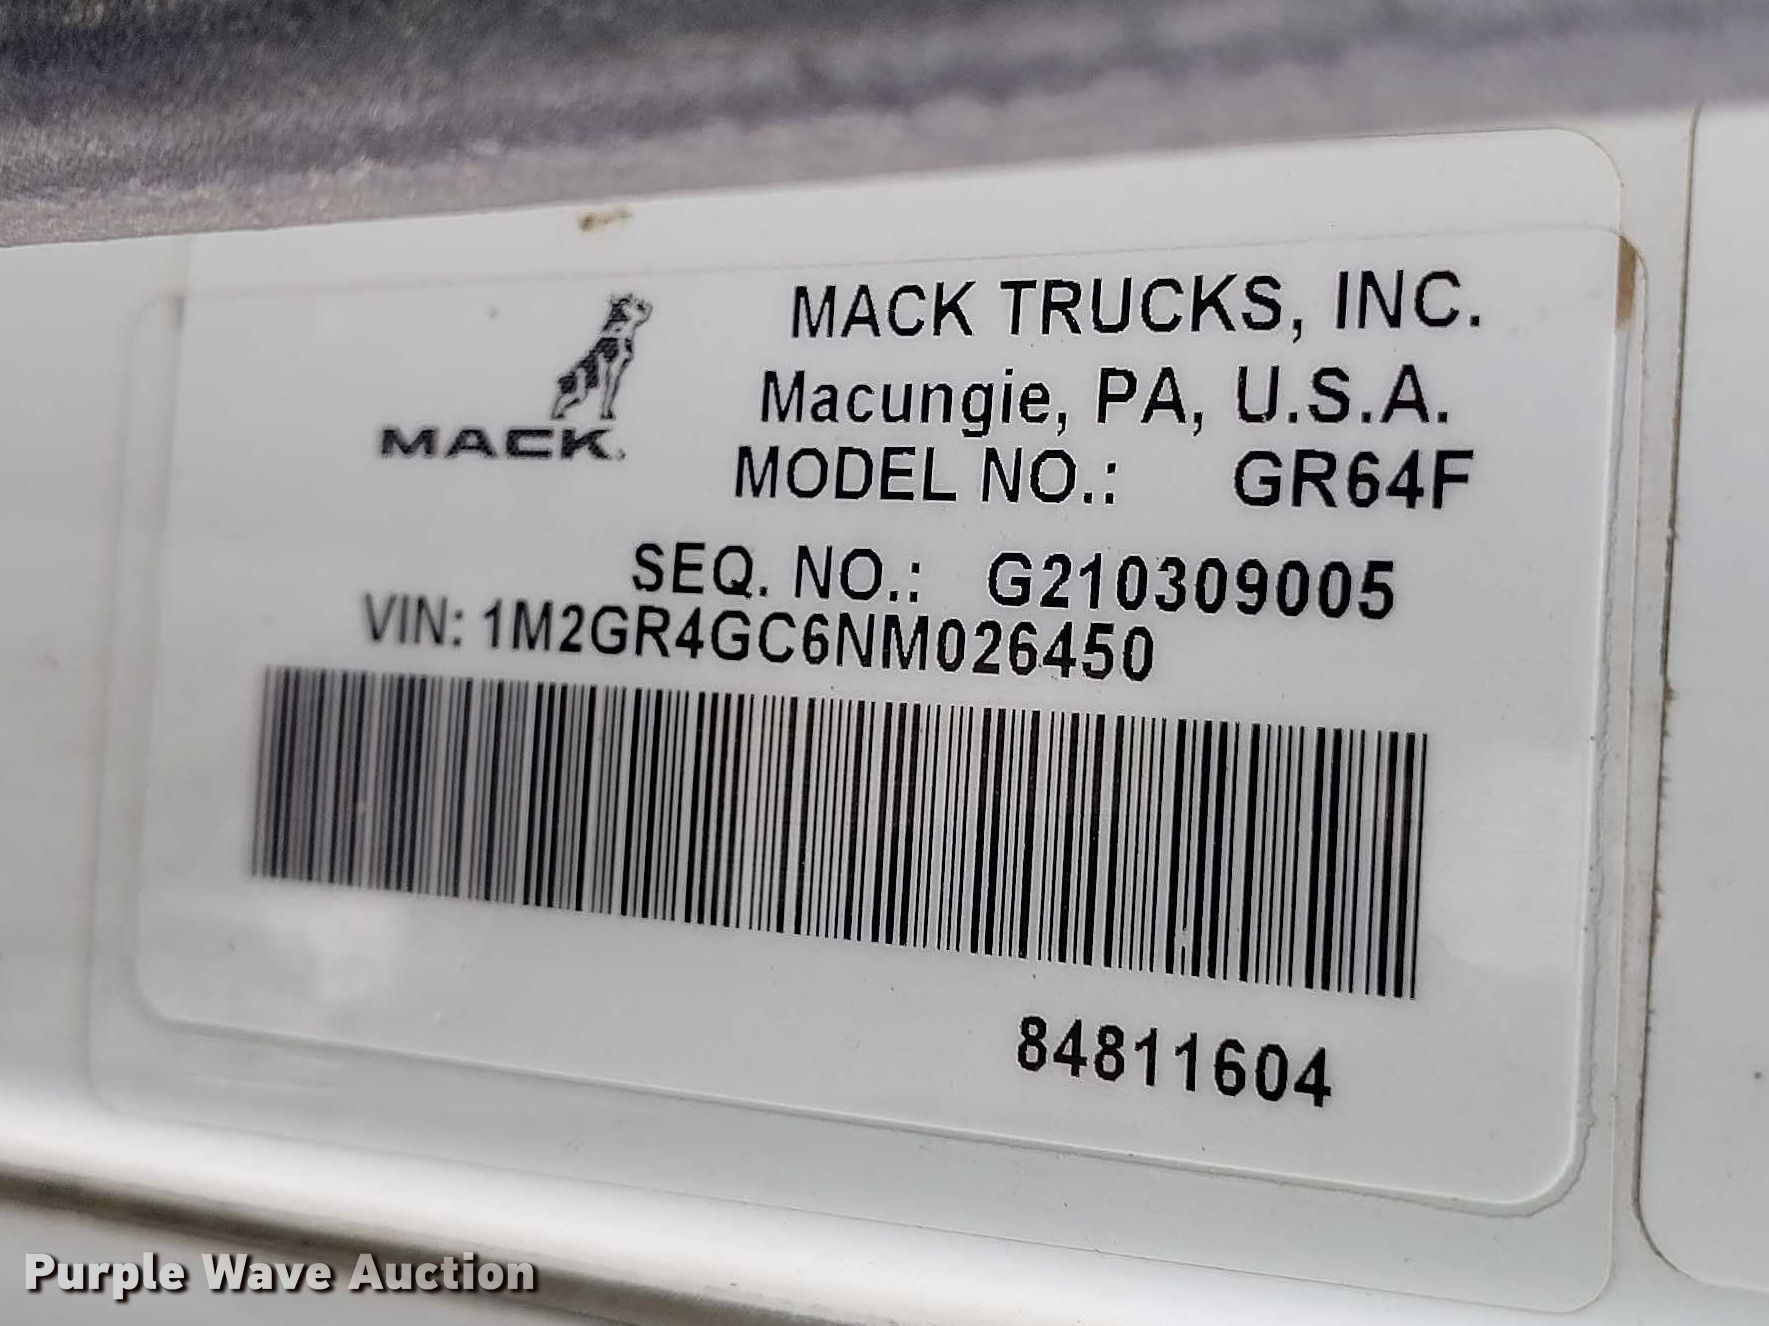 MACK TRUCKS, INC.
MACK.
Macungie, PA, U.S.A.
MODEL NO.: GR64F
SEQ. NO.: G210309005
VIN: 1M2GR4GC6NM026450
84811604
Purple Wave Auction